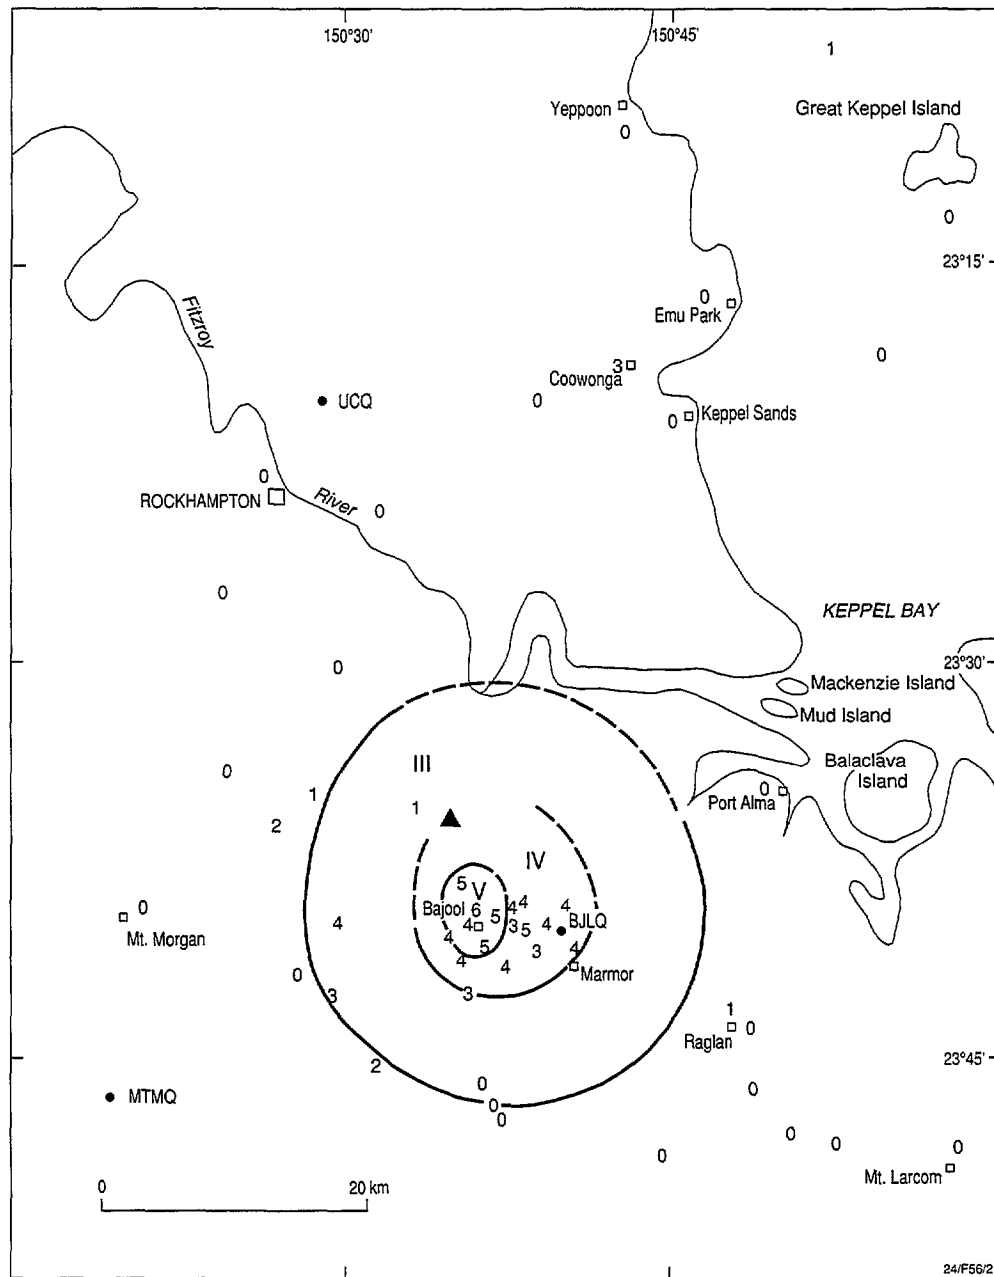 150°30'
150°45'
1
Yeppoon
0
Great Keppel Island
0
23°15'
0
Emu Park
Fitzroy
0
3
Coowonga
UCQ
0
0
Keppel Sands
0
ROCKHAMPTON
River
0
0
KEPPEL BAY
0
23°30'
Mackenzie Island
Mud Island
III
Balaclava
Island
0
0
Port Alma
1
1
2
IV
5
V
0
Mt. Morgan
Bajool
6
4
5
4
4
3
5
4
4
BJLQ
4
4
5
3
4
4
4
Marmor
0
3
3
1
0
Raglan
23°45'
2
0
0
0
0
MTMQ
0
0
0
0
Mt. Larcom
0
20 km
24/F56/2